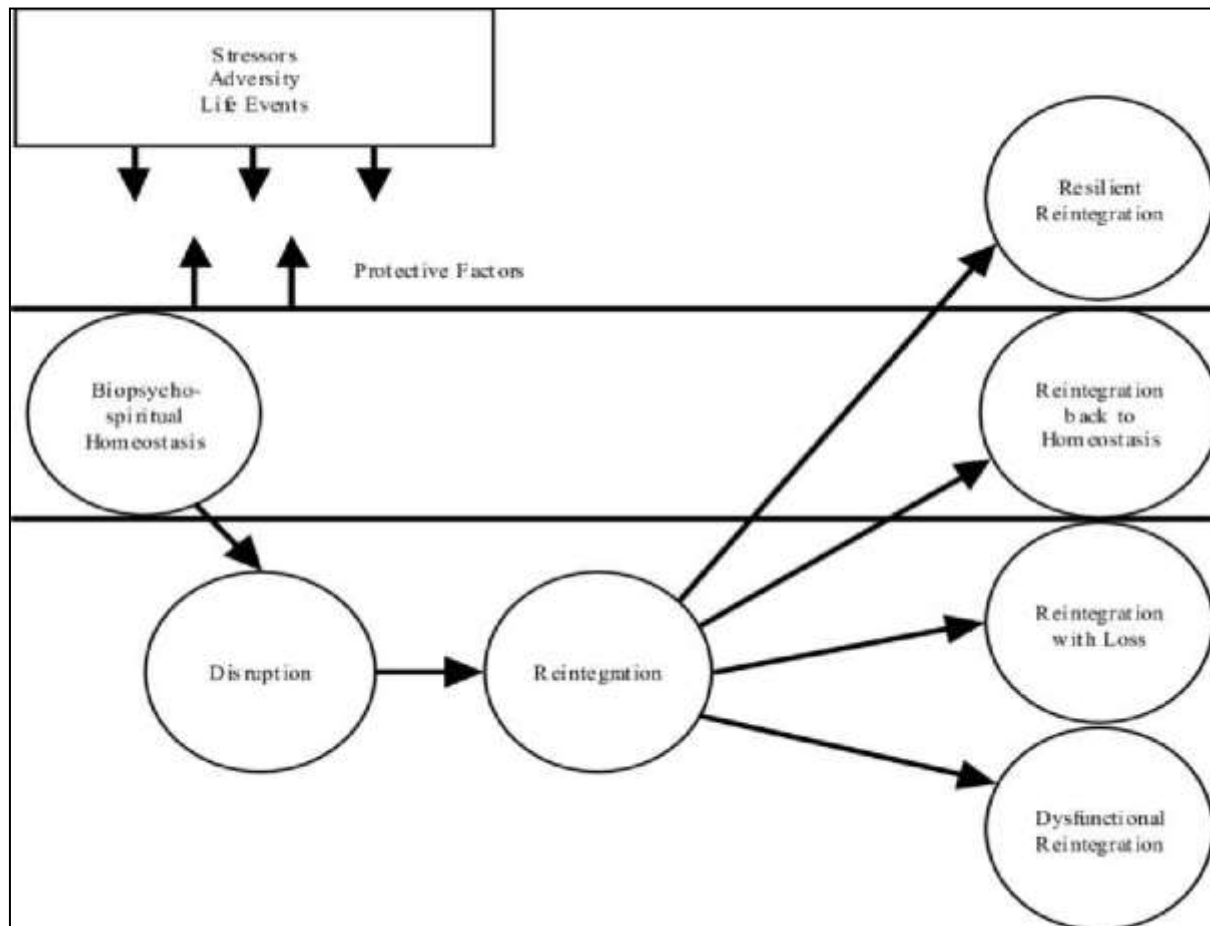 Stressors
Adversity
Life Events
Protective Factors
Resilient
Reintegration
Biopsycho-
spiritual
Homeostasis
Reintegration
back to
Homeostasis
Disruption
Reintegration
Reintegration
with Loss
Dysfunctional
Reintegration